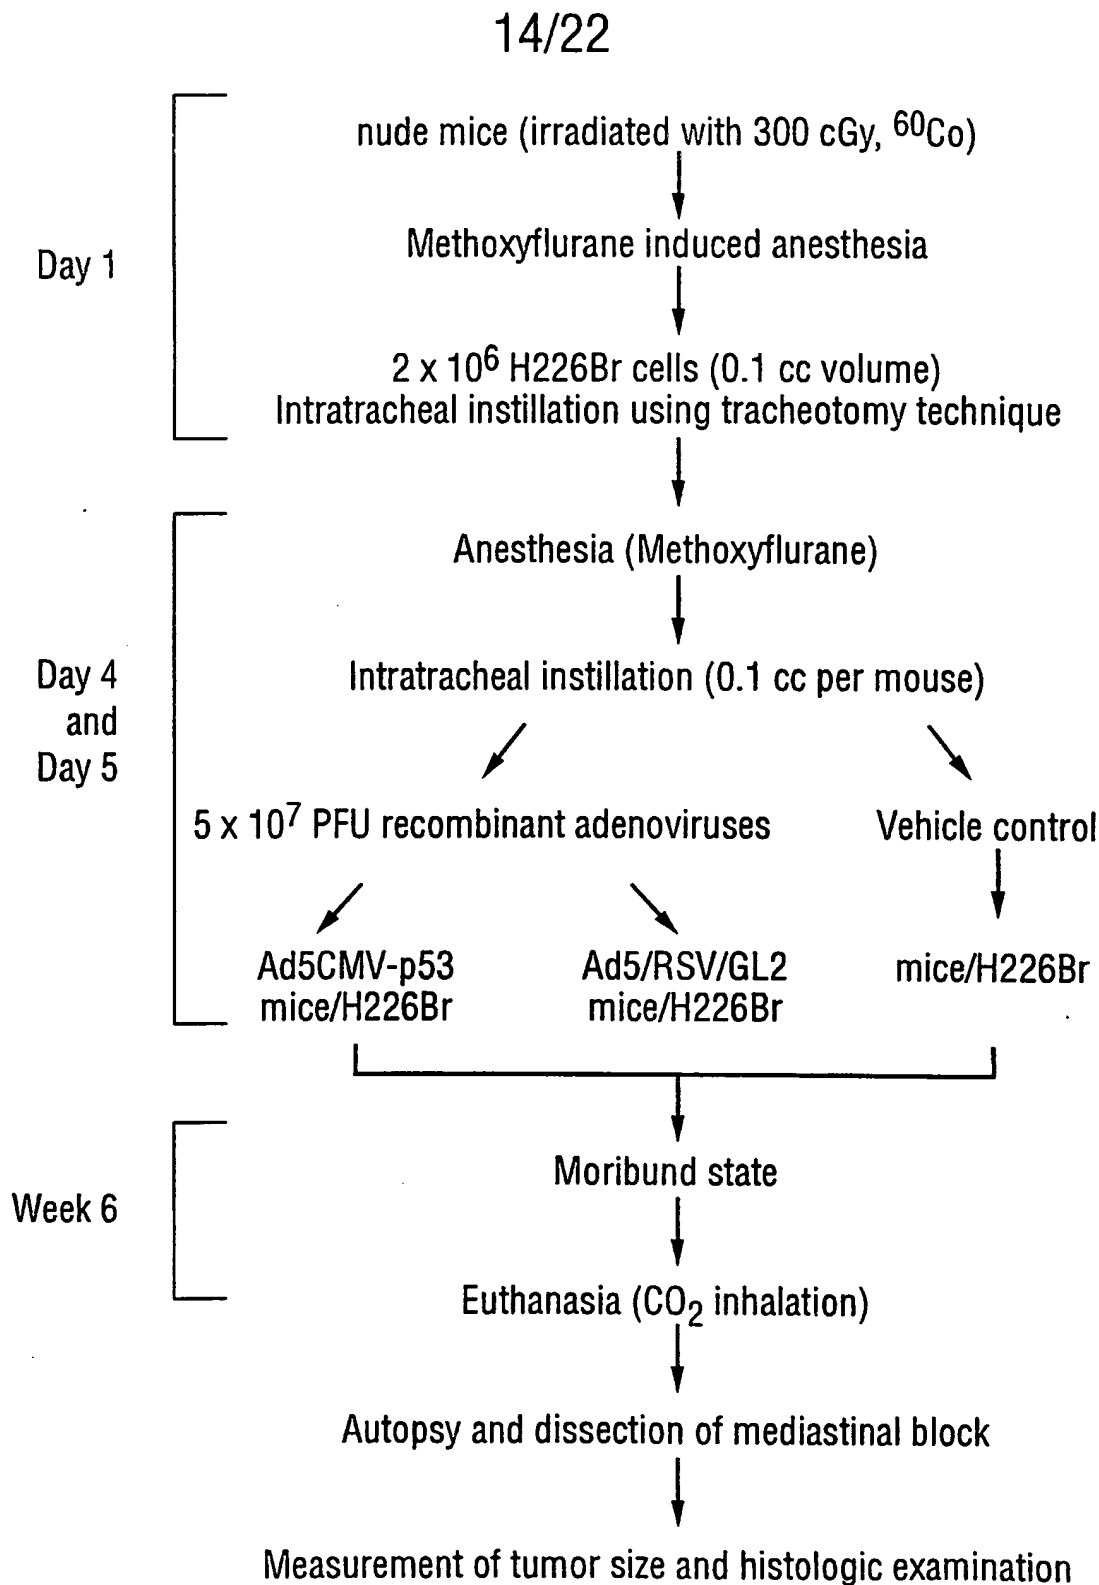 14/22
nude mice (irradiated with 300 cGy, ⁶⁰Co)
Day 1
Methoxyflurane induced anesthesia
2 x 10⁶ H226Br cells (0.1 cc volume)
Intratracheal instillation using tracheotomy technique
Anesthesia (Methoxyflurane)
Day 4
and
Day 5
Intratracheal instillation (0.1 cc per mouse)
5 x 10⁷ PFU recombinant adenoviruses
Vehicle control
Ad5CMV-p53
mice/H226Br
Ad5/RSV/GL2
mice/H226Br
mice/H226Br
Week 6
Moribund state
Euthanasia (CO₂ inhalation)
Autopsy and dissection of mediastinal block
Measurement of tumor size and histologic examination